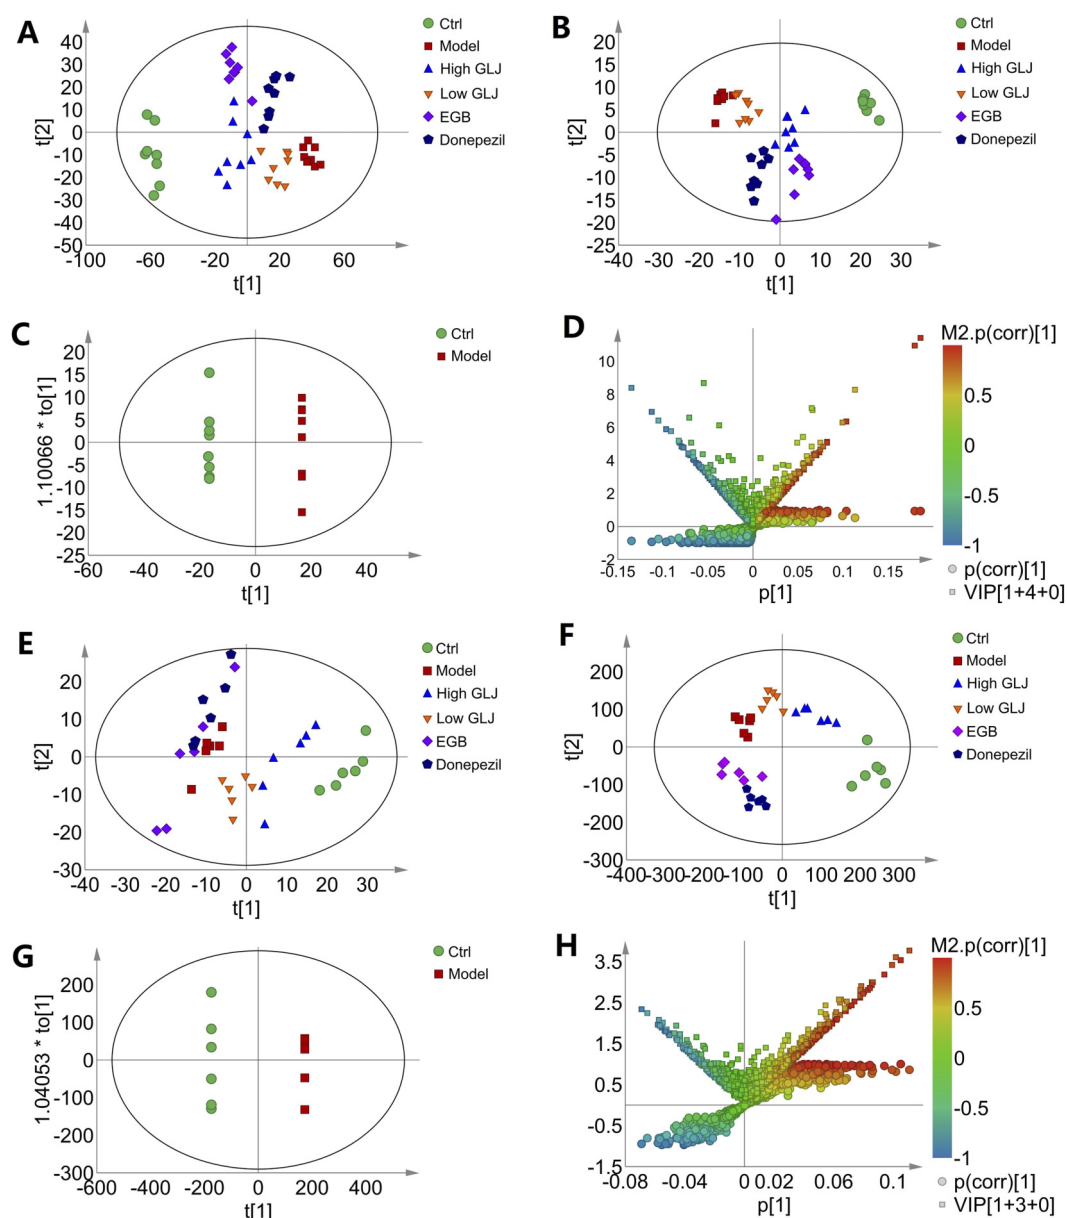 A
t[2]
40
30
20
10
0
-10
-20
-30
-50
-100 -60 -20 20 60
t[1]
Ctrl
Model
High GLJ
Low GLJ
EGB
Donepezil
B
t[2]
20
15
10
5
0
-5
-10
-15
-20
-25
-40 -20 -10 0 10 20 30
t[1]
Ctrl
Model
High GLJ
Low GLJ
EGB
Donepezil
C
1.10066 * to[1]
20
15
10
5
0
-5
-10
-15
-20
-25
-60 -40 -20 0 20 40
t[1]
Ctrl
Model
D
10
8
6
4
2
0
-2
-0.15 -0.1 -0.05 0 0.05 0.1 0.15
p[1]
M2.p(corr)[1]
0.5
0
-0.5
-1
p(corr)[1]
VIP[1+4+0]
E
t[2]
20
10
0
-10
-20
-30
-40 -30 -20 -10 0 10 20 30
t[1]
Ctrl
Model
High GLJ
Low GLJ
EGB
Donepezil
F
t[2]
200
100
0
-100
-200
-300
-400-300-200-100 0 100 200 300
t[1]
Ctrl
Model
High GLJ
Low GLJ
EGB
Donepezil
G
1.04053 * to[1]
200
100
0
-100
-200
-300
-600 -400 -200 0 200 400
t[1]
Ctrl
Model
H
3.5
2.5
1.5
0.5
-0.5
-1.5
-0.08 -0.04 0 0.02 0.06 0.1
p[1]
M2.p(corr)[1]
0.5
0
-0.5
-1
p(corr)[1]
VIP[1+3+0]